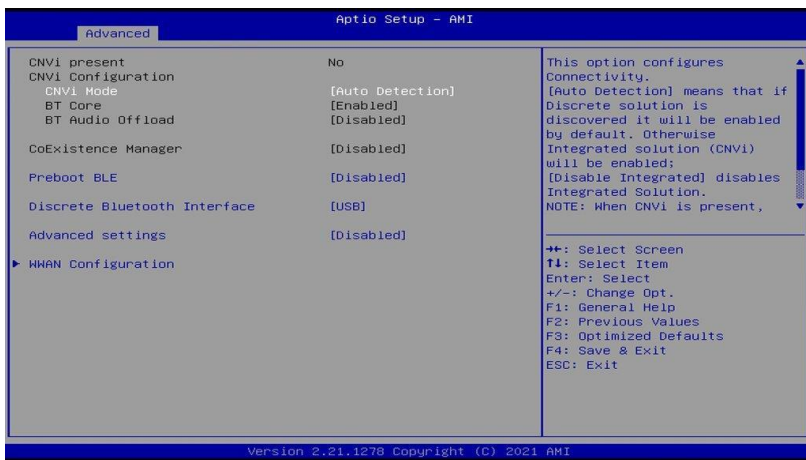 Aptio Setup – AMI
Advanced
CNVi present No
CNVi Configuration
CNVi Mode [Auto Detection]
BT Core [Enabled]
BT Audio Offload [Disabled]
CoExistence Manager [Disabled]
Preboot BLE [Disabled]
Discrete Bluetooth Interface [USB]
Advanced settings [Disabled]
WWAN Configuration
This option configures
Connectivity.
[Auto Detection] means that if
Discrete solution is
discovered it will be enabled
by default. Otherwise
Integrated solution (CNVi)
will be enabled;
[Disable Integrated] disables
Integrated Solution.
NOTE: When CNVi is present,
→←: Select Screen
↑↓: Select Item
Enter: Select
+/-: Change Opt.
F1: General Help
F2: Previous Values
F3: Optimized Defaults
F4: Save & Exit
ESC: Exit
Version 2.21.1278 Copyright (C) 2021 AMI